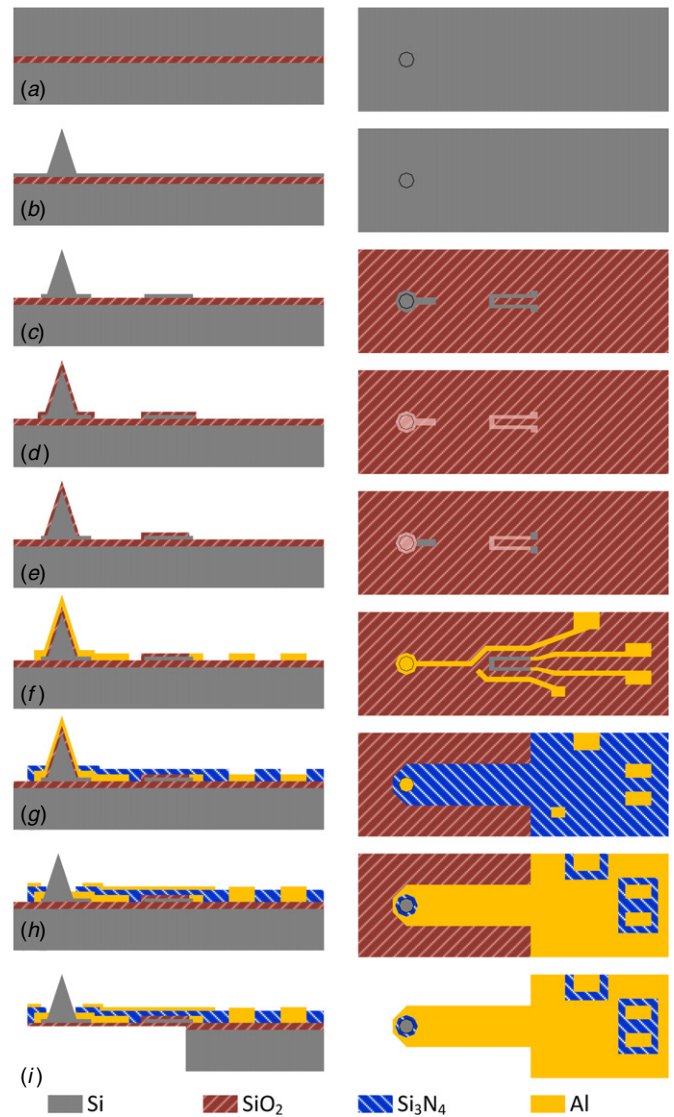 (a)
(b)
(c)
(d)
(e)
(f)
(g)
(h)
(i)
Si SiO₂ Si₃N₄ Al